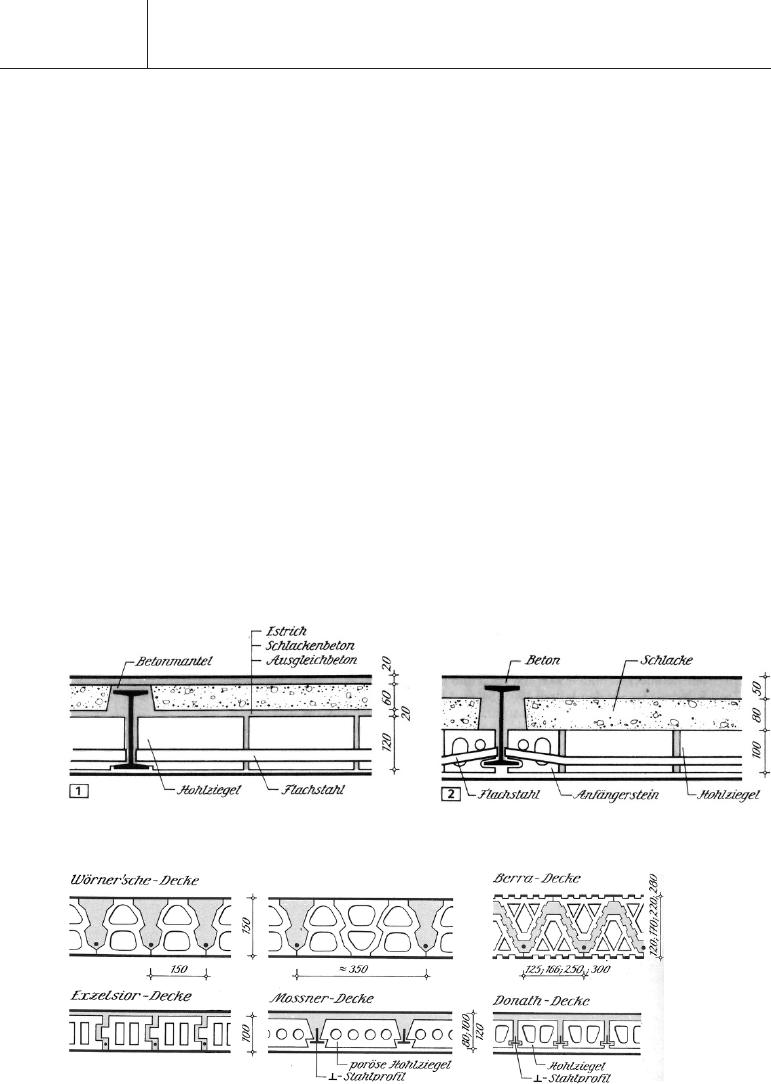 Estrich
Schlackenbeton
Ausgleichbeton
Betonmantel
20
60
20
120
1
Hohlziegel
Flachstahl
Beton
Schlacke
50
80
100
2
Flachstahl
Anfängerstein
Hohlziegel
Wörner'sche-Decke
150
150
≈ 350
Berra-Decke
120; 170; 220; 280
125; 166; 250; 300
Exzelsior-Decke
100
Mossner-Decke
80; 100
120
poröse Hohlziegel
⊥-Stahlprofil
Donath-Decke
Hohlziegel
⊥-Stahlprofil